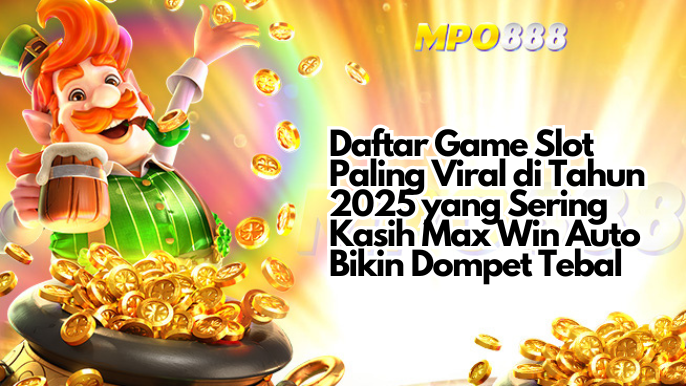 MPO888
Daftar Game Slot
Paling Viral di Tahun
2025 yang Sering
Kasih Max Win Auto
Bikin Dompet Tebal